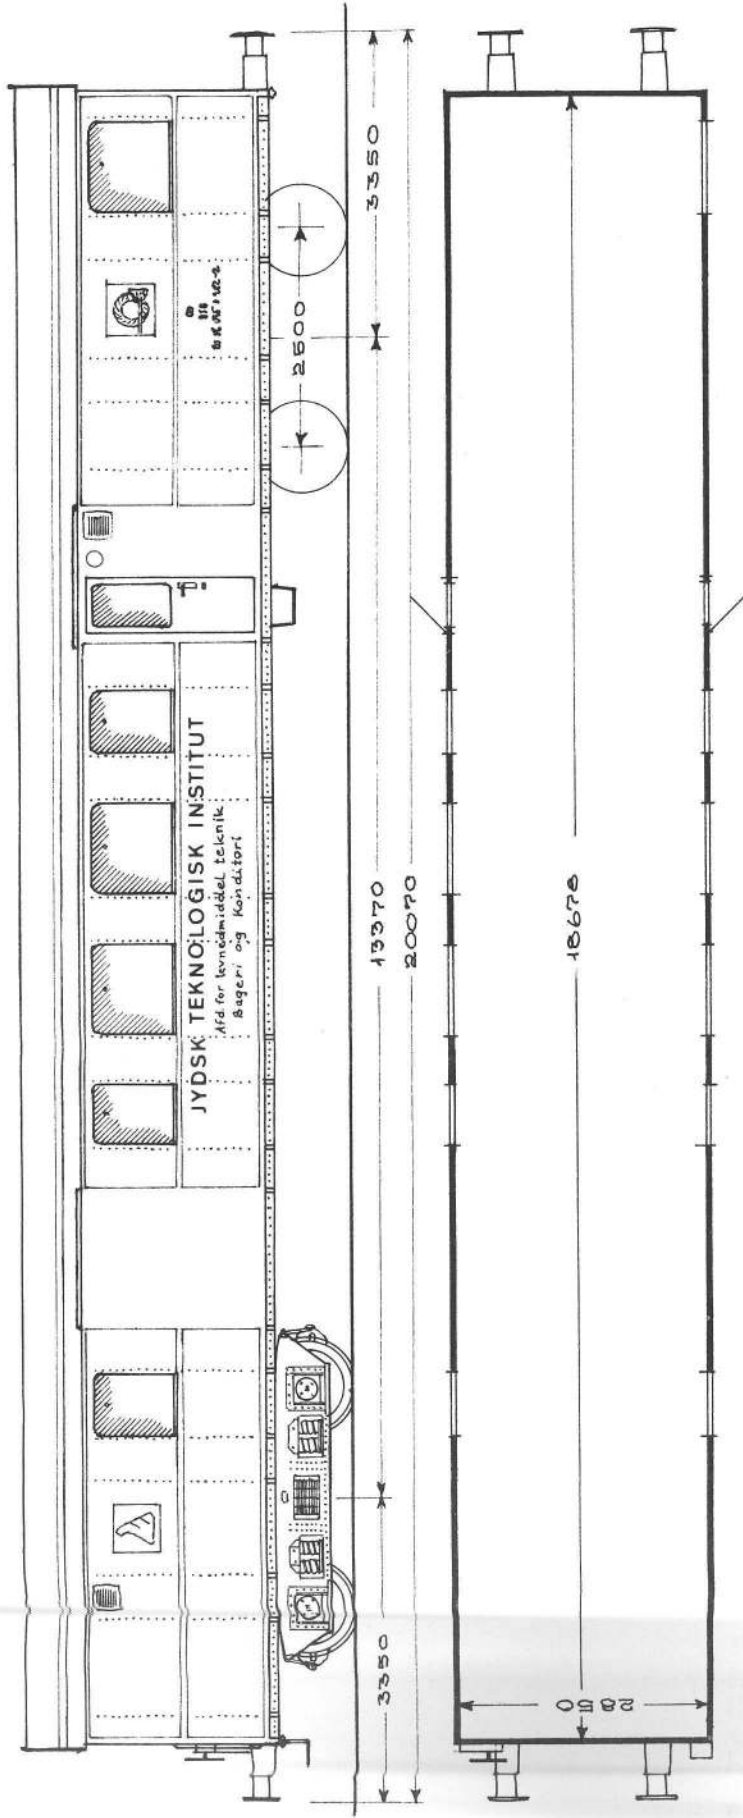 JYDSK TEKNOLOGISK INSTITUT
Afd. for levnedmiddel teknik
Bageri og Konditori
2500
3350
13370
3350
20070
18678
2850